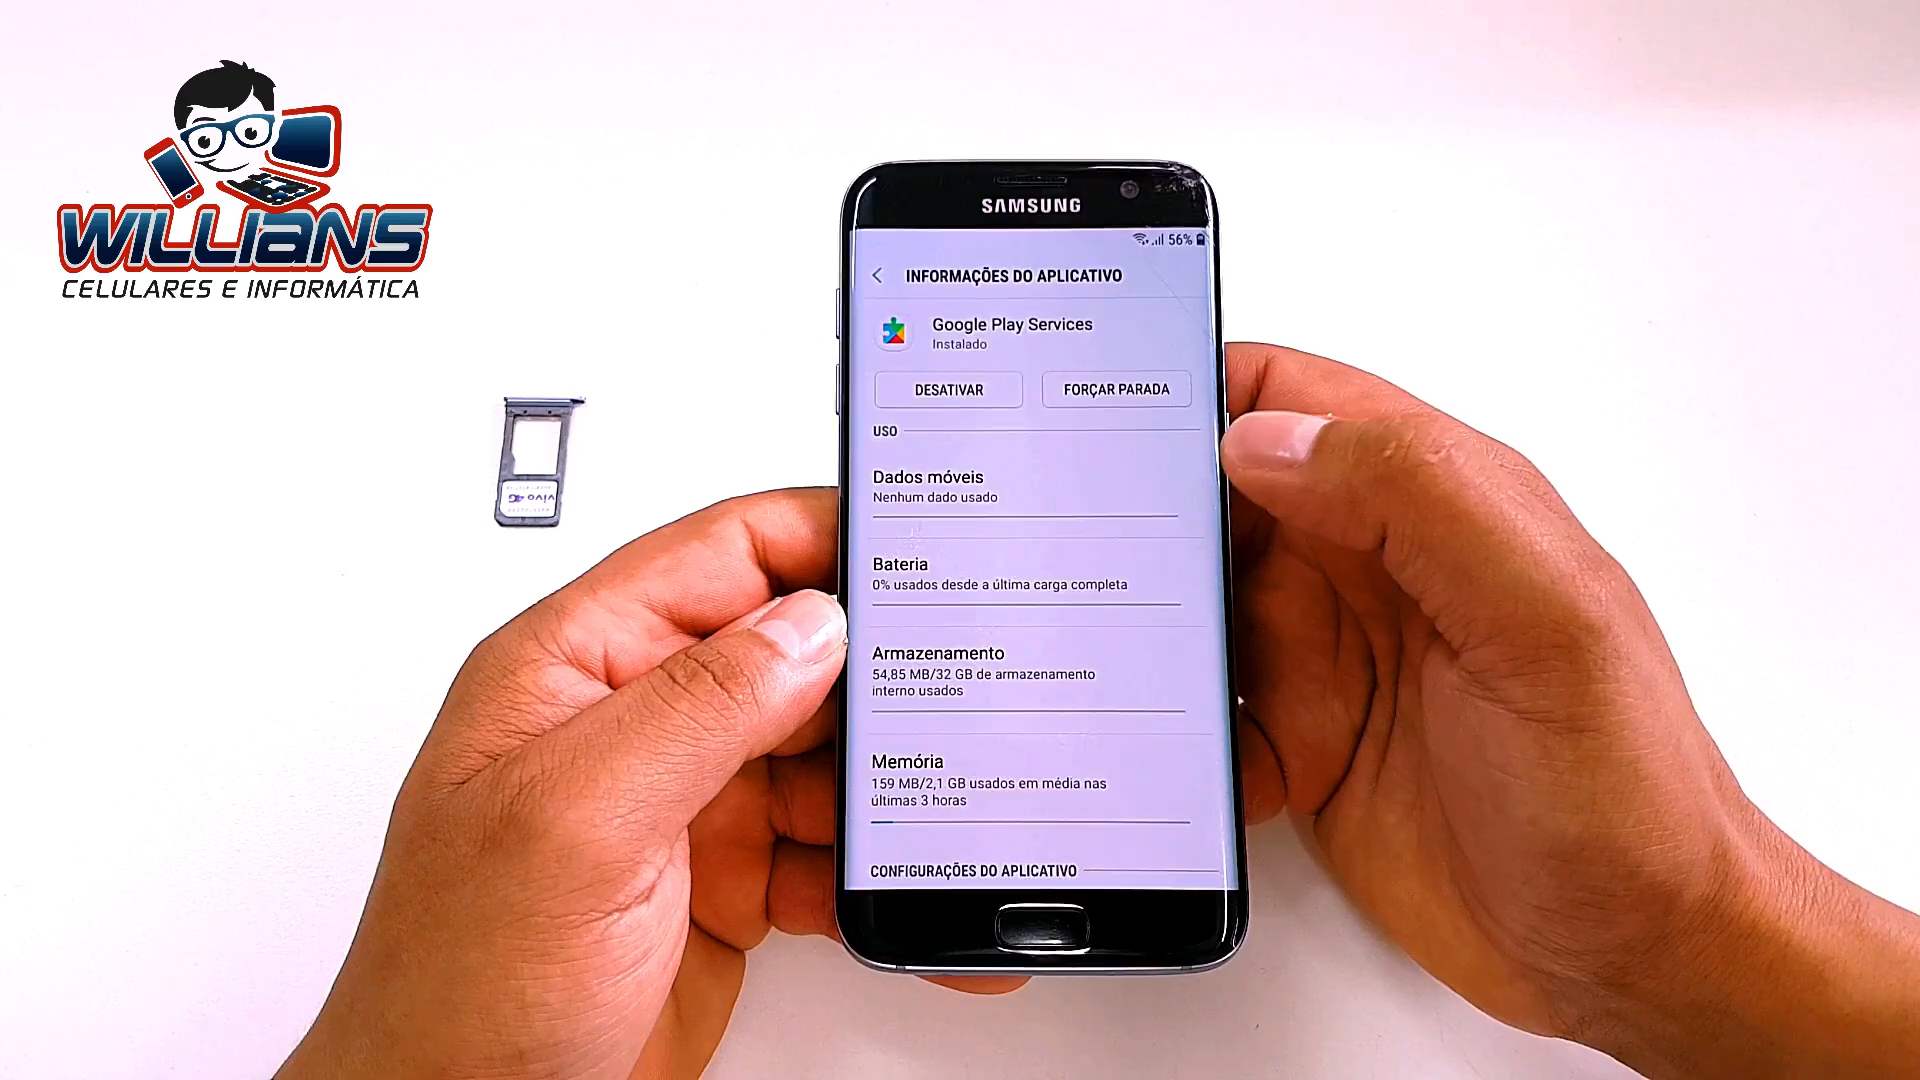 WILLIANS
CELULARES E INFORMÁTICA
SAMSUNG
56%
INFORMAÇÕES DO APLICATIVO
Google Play Services
Instalado
DESATIVAR
FORÇAR PARADA
USO
Dados móveis
Nenhum dado usado
Bateria
0% usados desde a última carga completa
Armazenamento
54,85 MB/32 GB de armazenamento
interno usados
Memória
159 MB/2,1 GB usados em média nas
últimas 3 horas
CONFIGURAÇÕES DO APLICATIVO
vivo 4G